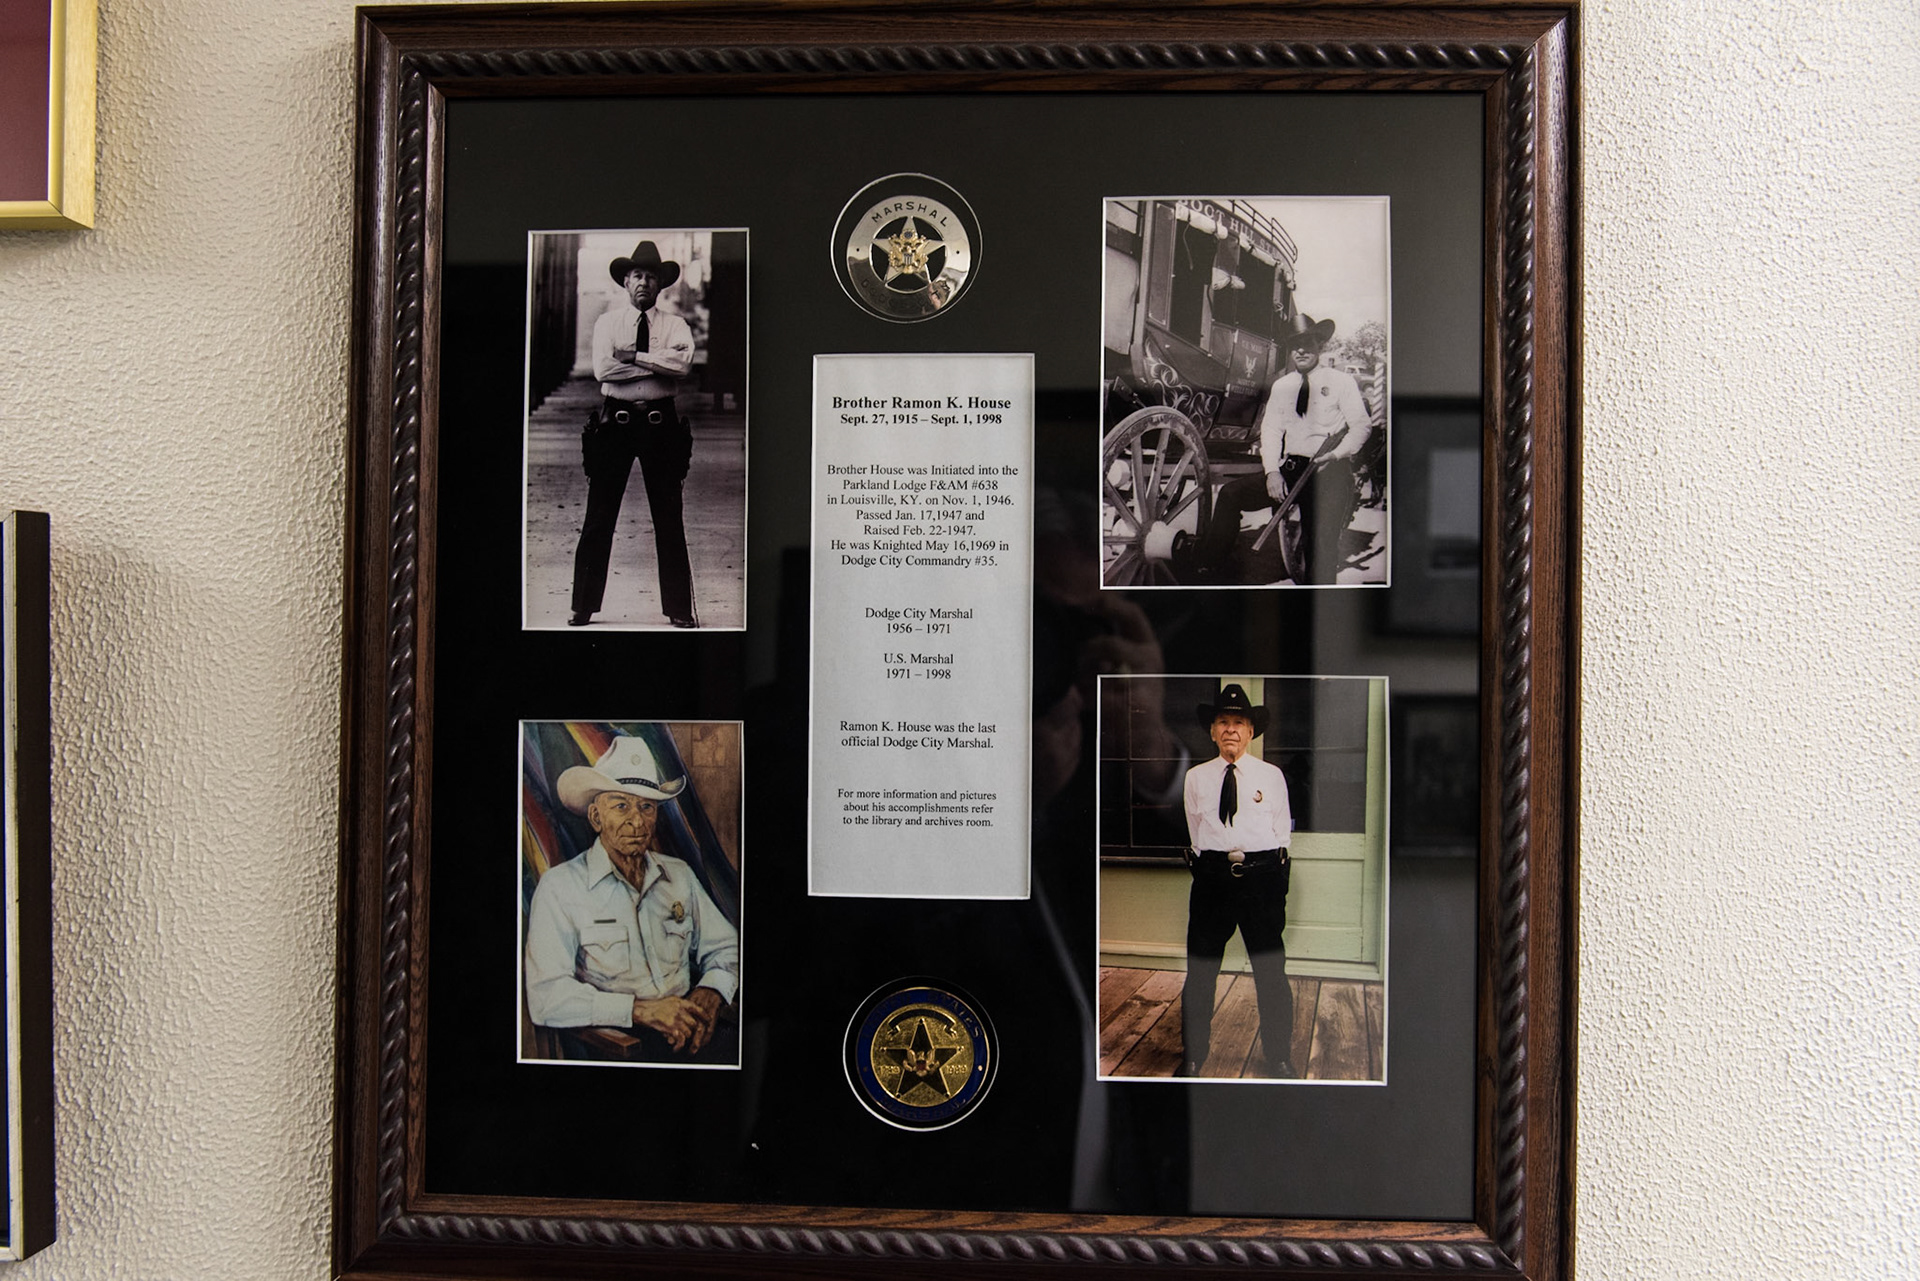 MARSHAL
BOOT HILL
Brother Ramon K. House
Sept. 27, 1915 – Sept. 1, 1998
Brother House was Initiated into the
Parkland Lodge F&AM #638
in Louisville, KY. on Nov. 1, 1946.
Passed Jan. 17,1947 and
Raised Feb. 22-1947.
He was Knighted May 16,1969 in
Dodge City Commandry #35.
Dodge City Marshal
1956 – 1971
U.S. Marshal
1971 – 1998
Ramon K. House was the last
official Dodge City Marshal.
For more information and pictures
about his accomplishments refer
to the library and archives room.